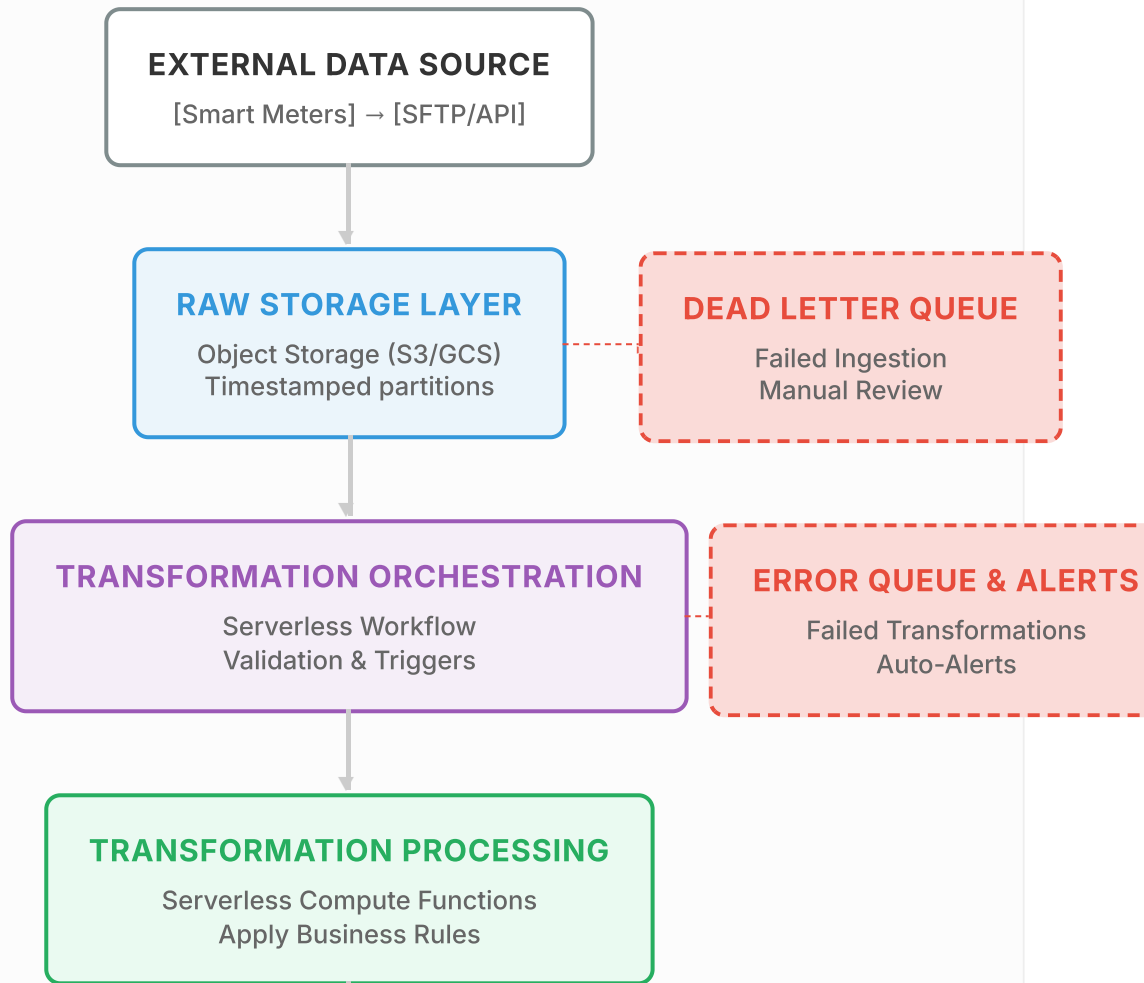 EXTERNAL DATA SOURCE
[Smart Meters] → [SFTP/API]
RAW STORAGE LAYER
Object Storage (S3/GCS)
Timestamped partitions
DEAD LETTER QUEUE
Failed Ingestion
Manual Review
TRANSFORMATION ORCHESTRATION
Serverless Workflow
Validation & Triggers
ERROR QUEUE & ALERTS
Failed Transformations
Auto-Alerts
TRANSFORMATION PROCESSING
Serverless Compute Functions
Apply Business Rules